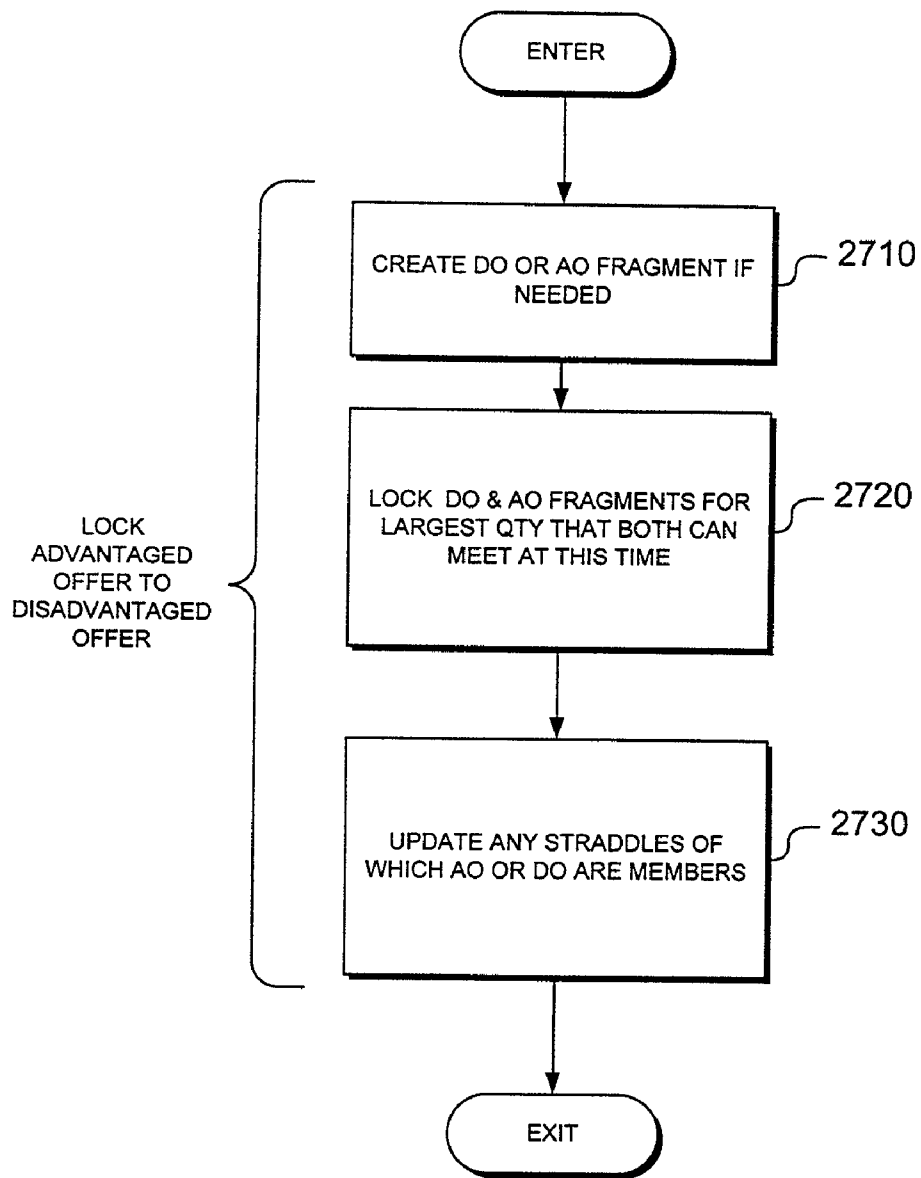 ENTER
CREATE DO OR AO FRAGMENT IF
NEEDED
2710
LOCK DO & AO FRAGMENTS FOR
LARGEST QTY THAT BOTH CAN
MEET AT THIS TIME
2720
LOCK
ADVANTAGED
OFFER TO
DISADVANTAGED
OFFER
UPDATE ANY STRADDLES OF
WHICH AO OR DO ARE MEMBERS
2730
EXIT